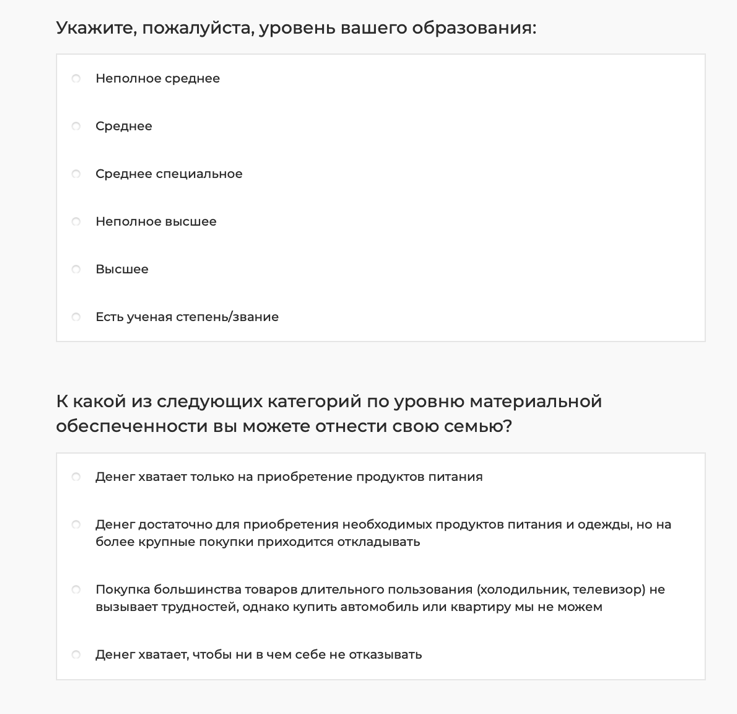 Укажите, пожалуйста, уровень вашего образования:
Неполное среднее
Среднее
Среднее специальное
Неполное высшее
Высшее
Есть ученая степень/звание
К какой из следующих категорий по уровню материальной
обеспеченности вы можете отнести свою семью?
Денег хватает только на приобретение продуктов питания
Денег достаточно для приобретения необходимых продуктов питания и одежды, но на
более крупные покупки приходится откладывать
Покупка большинства товаров длительного пользования (холодильник, телевизор) не
вызывает трудностей, однако купить автомобиль или квартиру мы не можем
Денег хватает, чтобы ни в чем себе не отказывать